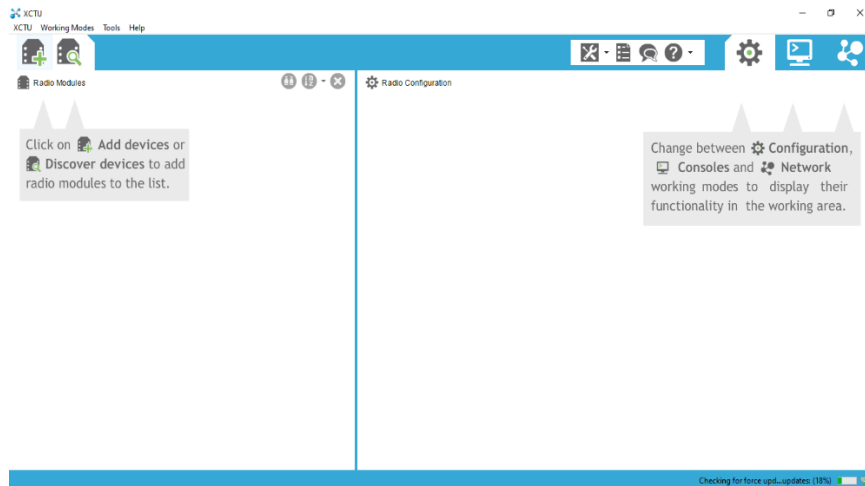 XCTU
XCTU Working Modes Tools Help
Radio Modules
Radio Configuration
Click on Add devices or
Discover devices to add
radio modules to the list.
Change between Configuration,
Consoles and Network
working modes to display their
functionality in the working area.
Checking for force upd...updates: (18%)